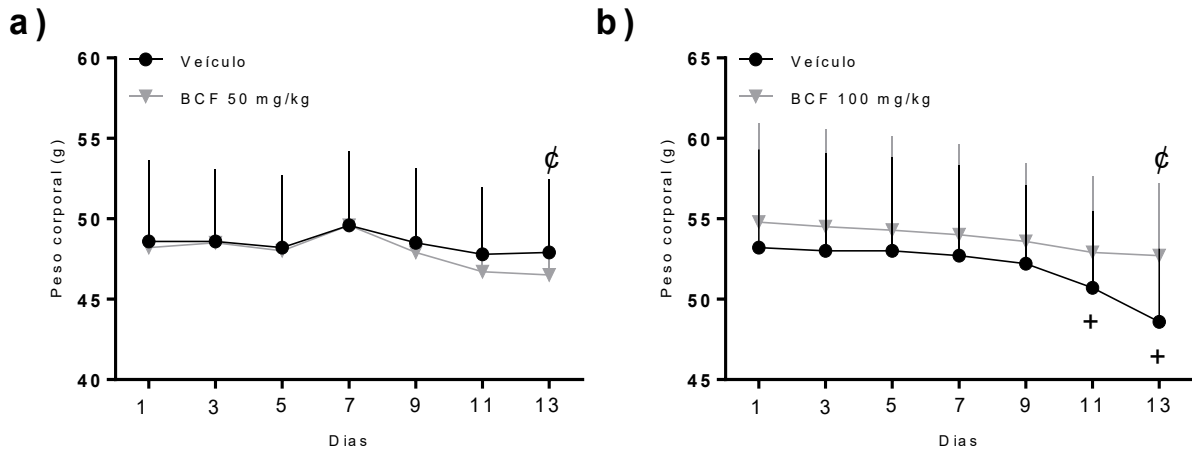 a)
60
55
50
45
40
Peso corporal (g)
Veículo
BCF 50 mg/kg
¢
1 3 5 7 9 11 13
Dias
b)
65
60
55
50
45
Peso corporal (g)
Veículo
BCF 100 mg/kg
¢
+
+
1 3 5 7 9 11 13
Dias